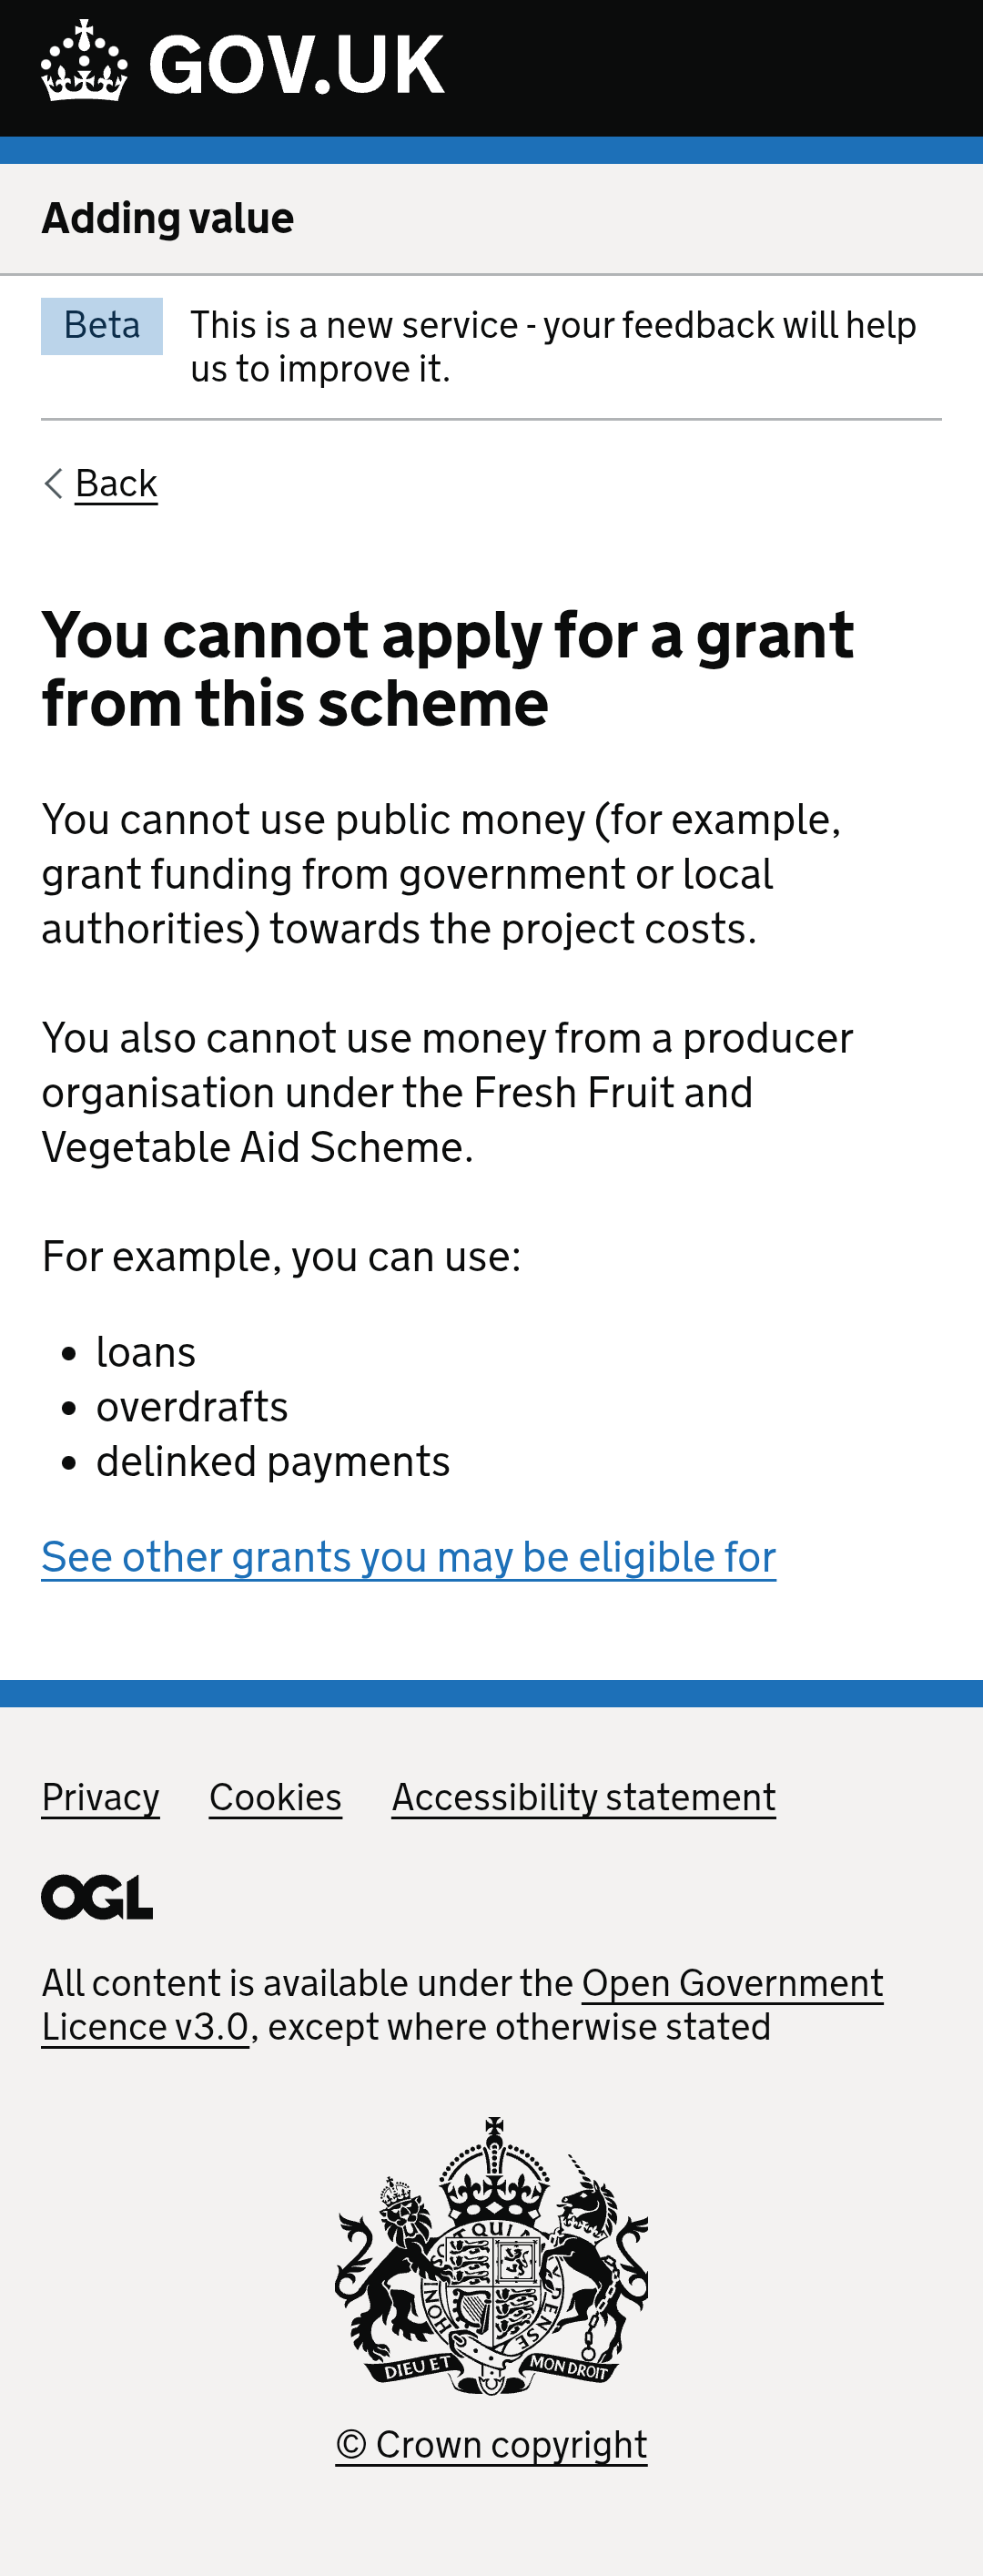 GOV.UK
Adding value
Beta
This is a new service - your feedback will help
us to improve it.
Back
You cannot apply for a grant
from this scheme
You cannot use public money (for example,
grant funding from government or local
authorities) towards the project costs.
You also cannot use money from a producer
organisation under the Fresh Fruit and
Vegetable Aid Scheme.
For example, you can use:
• loans
• overdrafts
• delinked payments
See other grants you may be eligible for
Privacy Cookies Accessibility statement
OGL
All content is available under the Open Government
Licence v3.0, except where otherwise stated
DIEU ET MON DROIT
© Crown copyright